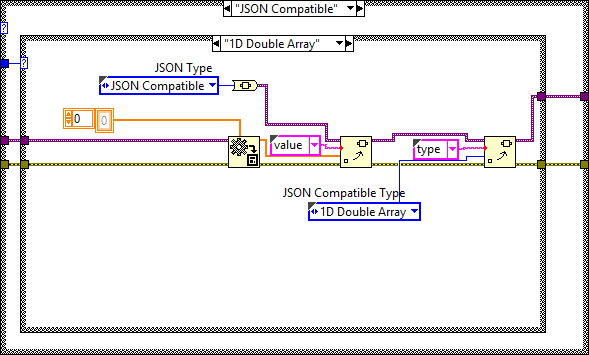 "JSON Compatible"
"1D Double Array"
JSON Type
JSON Compatible
0 0
value
type
JSON Compatible Type
1D Double Array